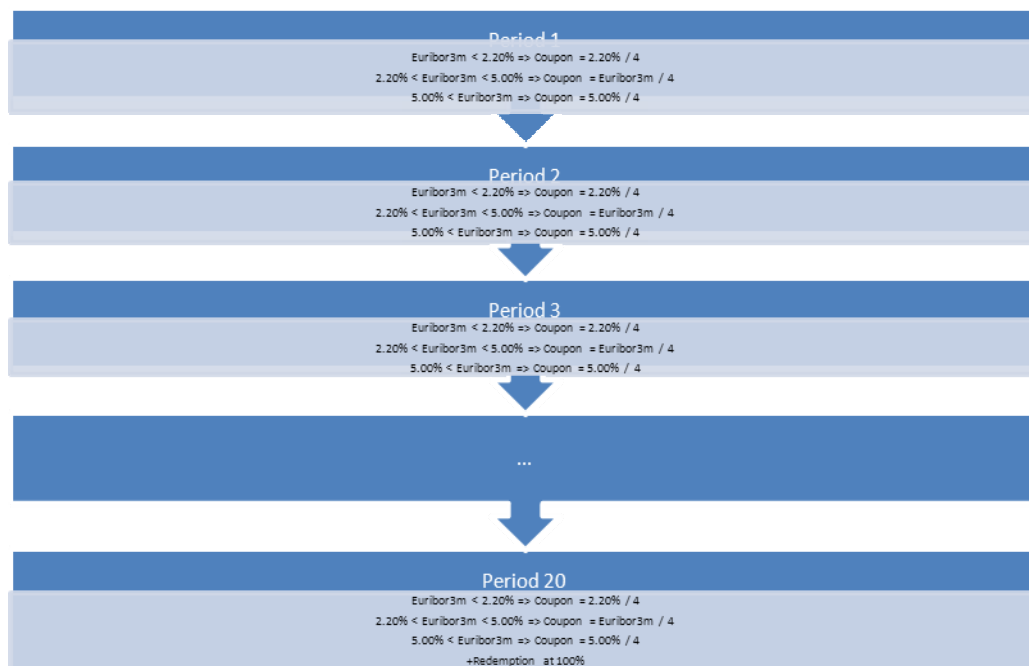 Period 1
Euribor3m < 2.20% => Coupon = 2.20% / 4
2.20% < Euribor3m < 5.00% => Coupon = Euribor3m / 4
5.00% < Euribor3m => Coupon = 5.00% / 4
Period 2
Euribor3m < 2.20% => Coupon = 2.20% / 4
2.20% < Euribor3m < 5.00% => Coupon = Euribor3m / 4
5.00% < Euribor3m => Coupon = 5.00% / 4
Period 3
Euribor3m < 2.20% => Coupon = 2.20% / 4
2.20% < Euribor3m < 5.00% => Coupon = Euribor3m / 4
5.00% < Euribor3m => Coupon = 5.00% / 4
...
Period 20
Euribor3m < 2.20% => Coupon = 2.20% / 4
2.20% < Euribor3m < 5.00% => Coupon = Euribor3m / 4
5.00% < Euribor3m => Coupon = 5.00% / 4
+Redemption at 100%